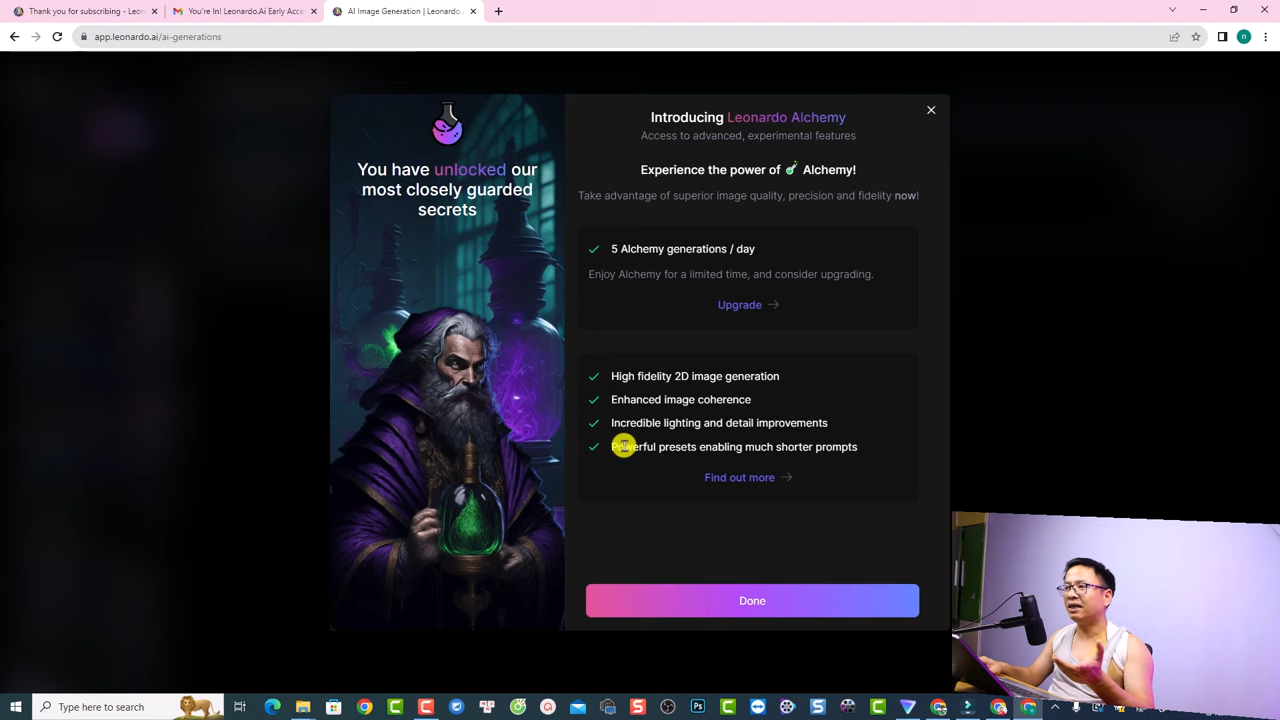 Thank you for subscribing - Leon
You're In! Leonardo.Ai Early Acce
AI Image Generation | Leonardo.A
app.leonardo.ai/ai-generations
n
You have unlocked our
most closely guarded
secrets
Introducing Leonardo Alchemy
Access to advanced, experimental features
Experience the power of Alchemy!
Take advantage of superior image quality, precision and fidelity now!
5 Alchemy generations / day
Enjoy Alchemy for a limited time, and consider upgrading.
Upgrade
High fidelity 2D image generation
Enhanced image coherence
Incredible lighting and detail improvements
Powerful presets enabling much shorter prompts
Find out more
Done
Type here to search